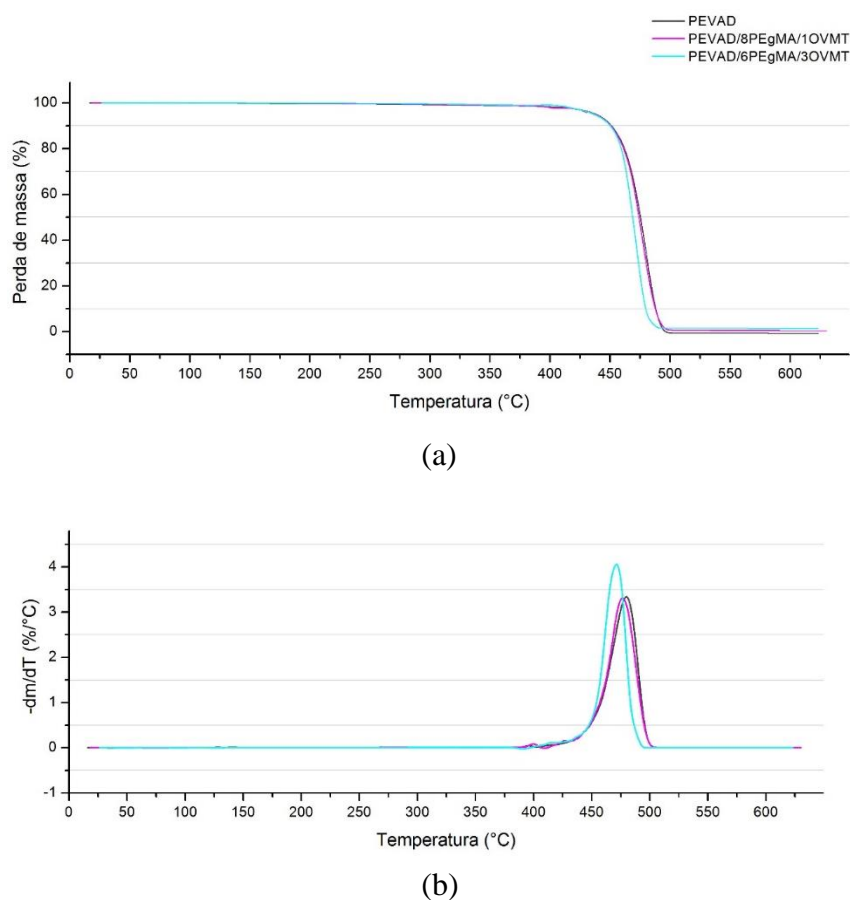 PEVAD
PEVAD/8PEgMA/1OVMT
PEVAD/6PEgMA/3OVMT
100
80
60
40
20
0
Perda de massa (%)
0 50 100 150 200 250 300 350 400 450 500 550 600
Temperatura (°C)
(a)
4
3
2
1
0
-1
-dm/dT (%/°C)
0 50 100 150 200 250 300 350 400 450 500 550 600
Temperatura (°C)
(b)